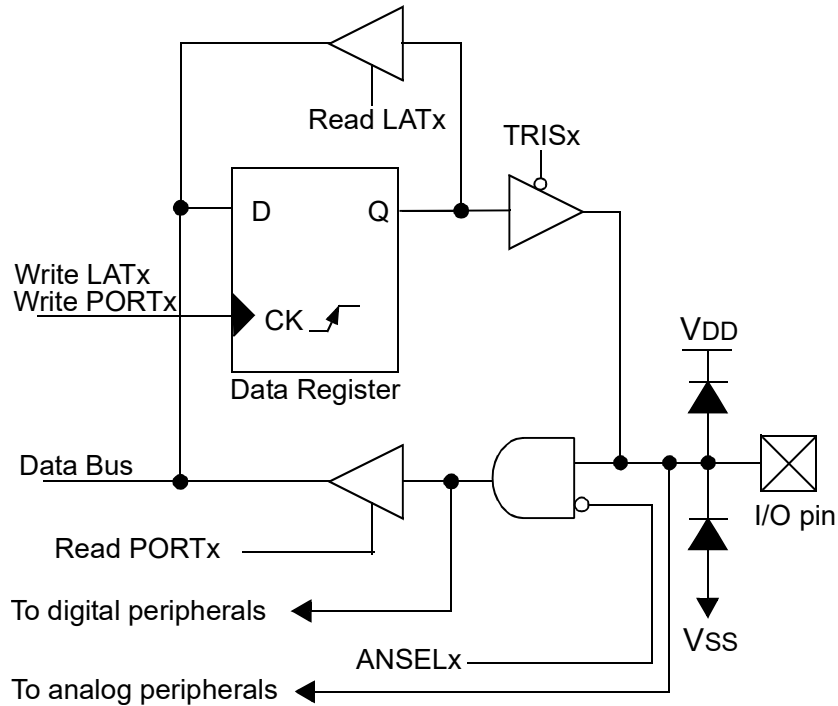 Read LATx
TRISx
D
Q
Write LATx
Write PORTx
CK
VDD
Data Register
Data Bus
I/O pin
Read PORTx
To digital peripherals
VSS
ANSELx
To analog peripherals